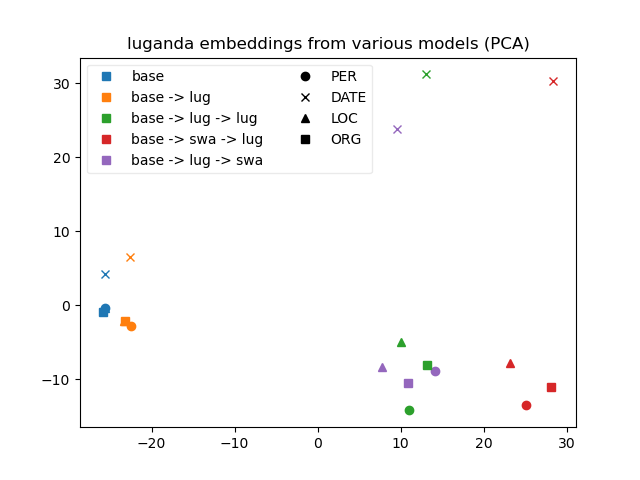 luganda embeddings from various models (PCA)
base
base -> lug
base -> lug -> lug
base -> swa -> lug
base -> lug -> swa
PER
DATE
LOC
ORG
30
20
10
0
−10
−20
−10
0
10
20
30